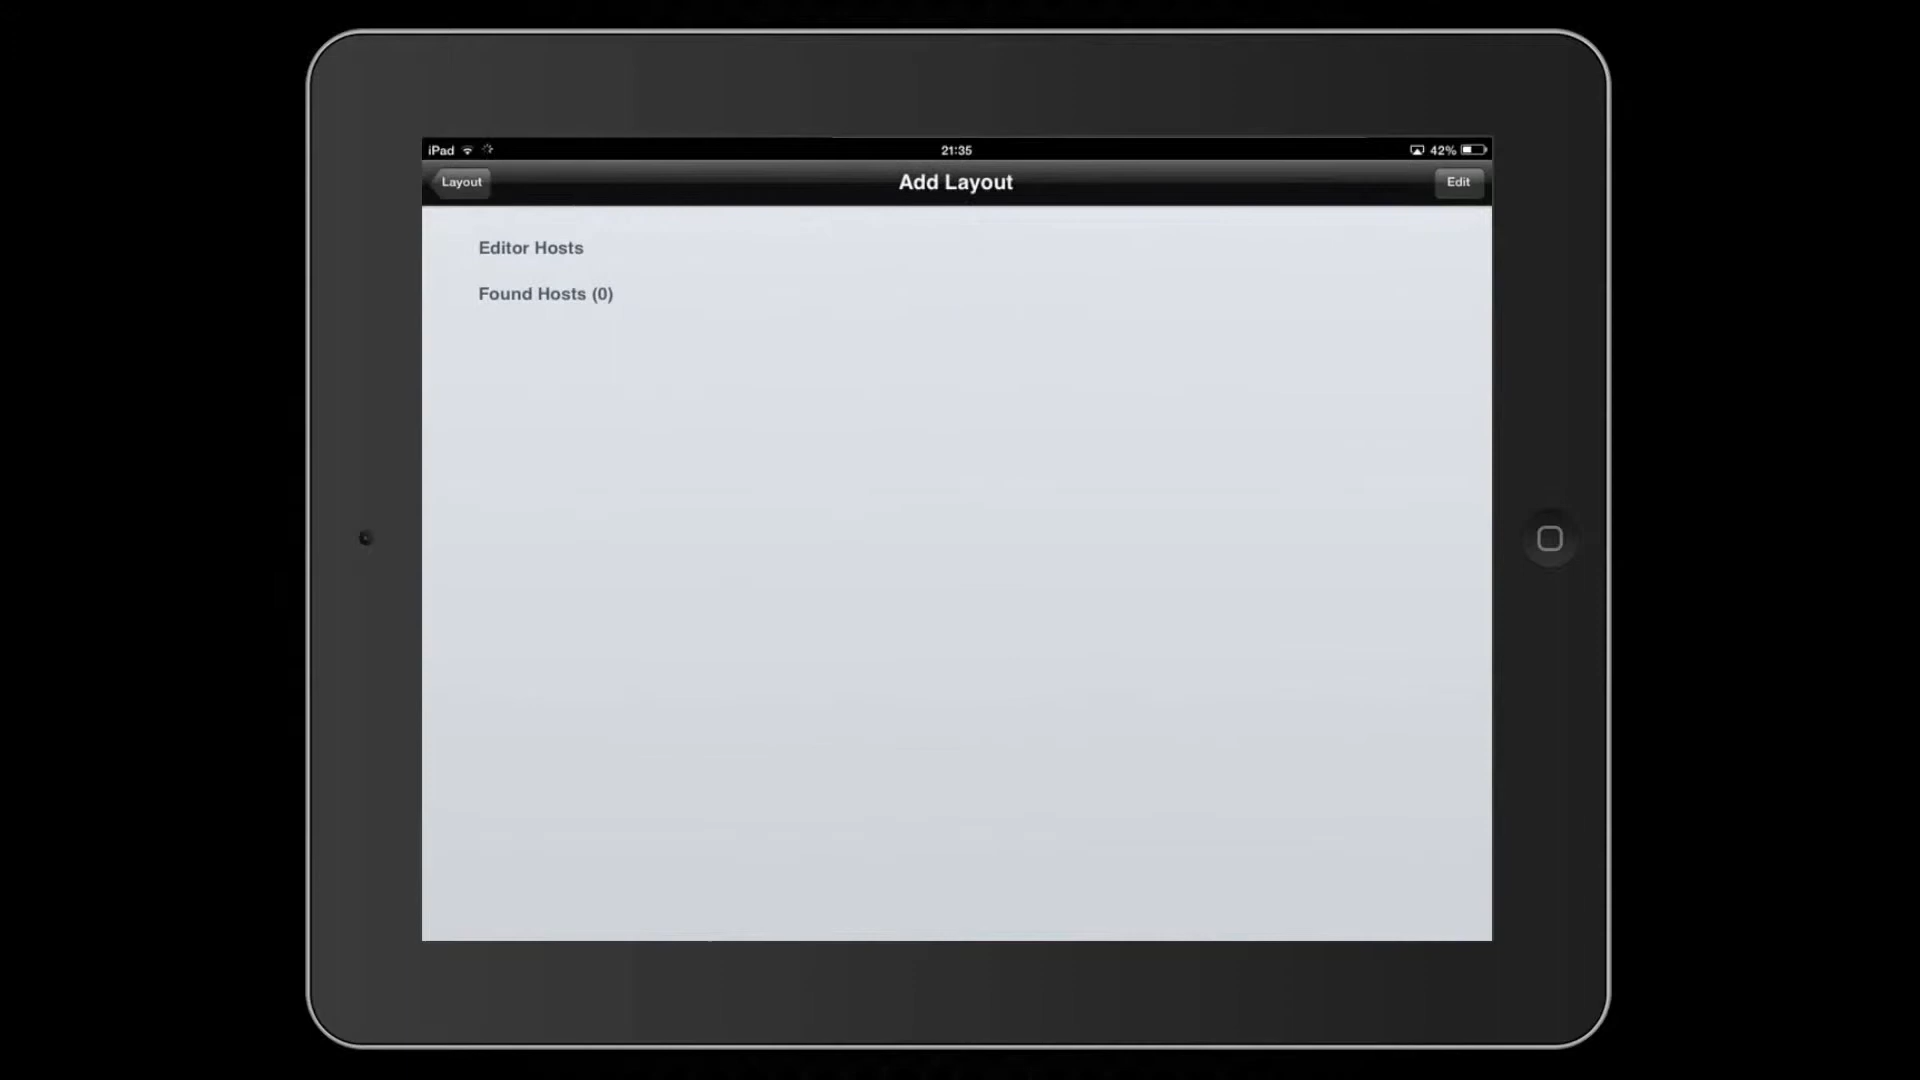 iPad 21:35 42%
Layout Add Layout Edit
Editor Hosts
Found Hosts (0)